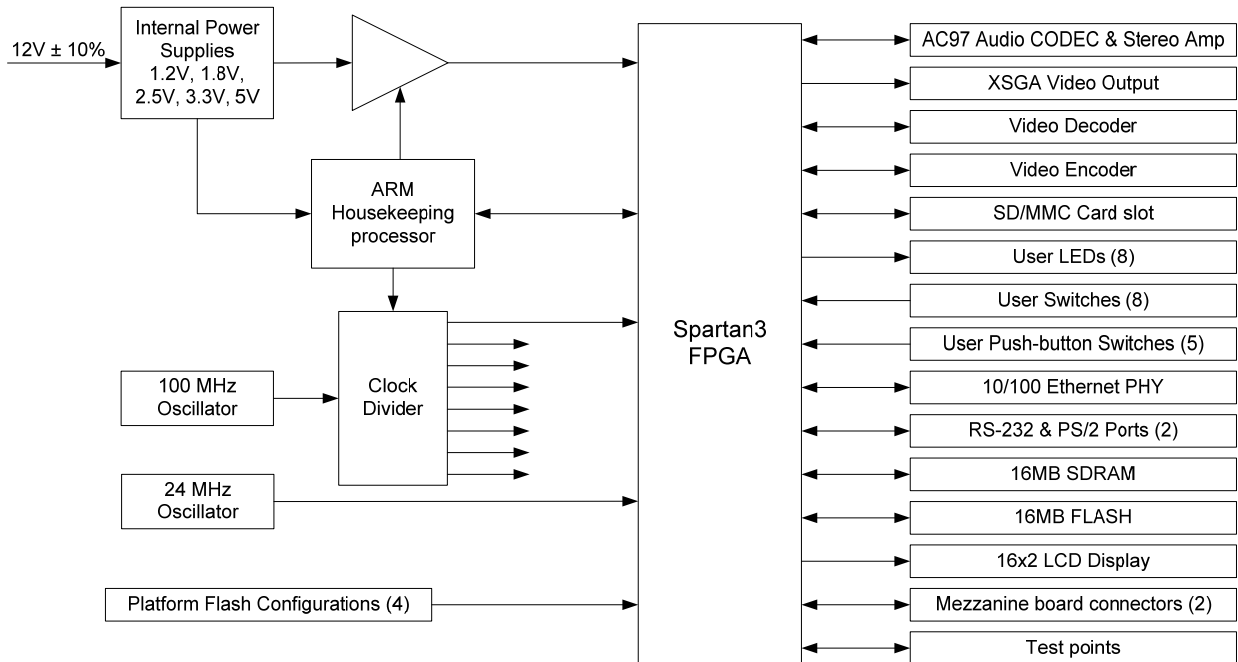 12V ± 10%
Internal Power
Supplies
1.2V, 1.8V,
2.5V, 3.3V, 5V
ARM
Housekeeping
processor
100 MHz
Oscillator
Clock
Divider
24 MHz
Oscillator
Platform Flash Configurations (4)
Spartan3
FPGA
AC97 Audio CODEC & Stereo Amp
XSGA Video Output
Video Decoder
Video Encoder
SD/MMC Card slot
User LEDs (8)
User Switches (8)
User Push-button Switches (5)
10/100 Ethernet PHY
RS-232 & PS/2 Ports (2)
16MB SDRAM
16MB FLASH
16x2 LCD Display
Mezzanine board connectors (2)
Test points